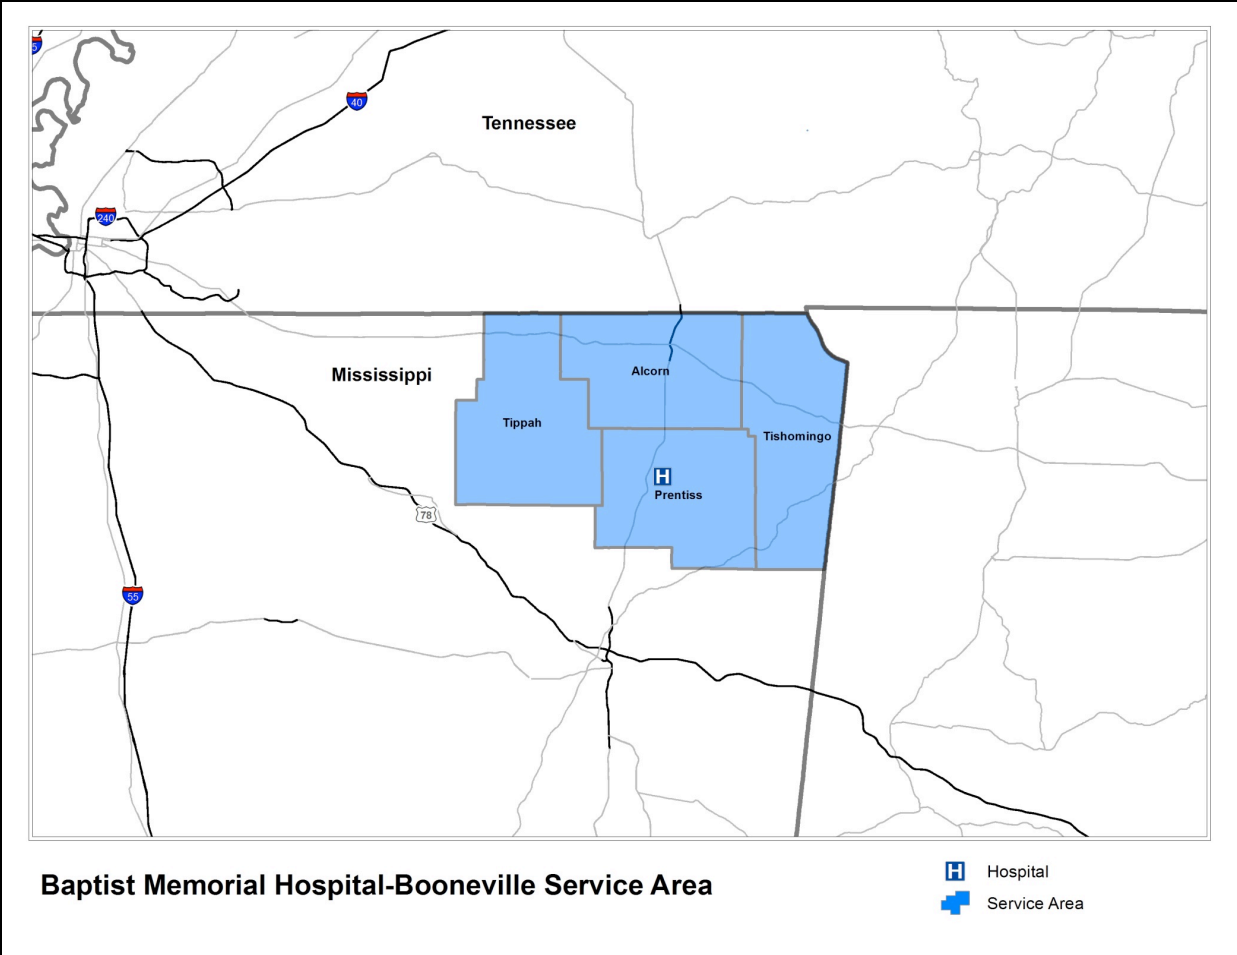 5
40
Tennessee
240
Mississippi
Alcorn
Tippah
Tishomingo
Prentiss
78
55
Baptist Memorial Hospital-Booneville Service Area
H Hospital
Service Area
H